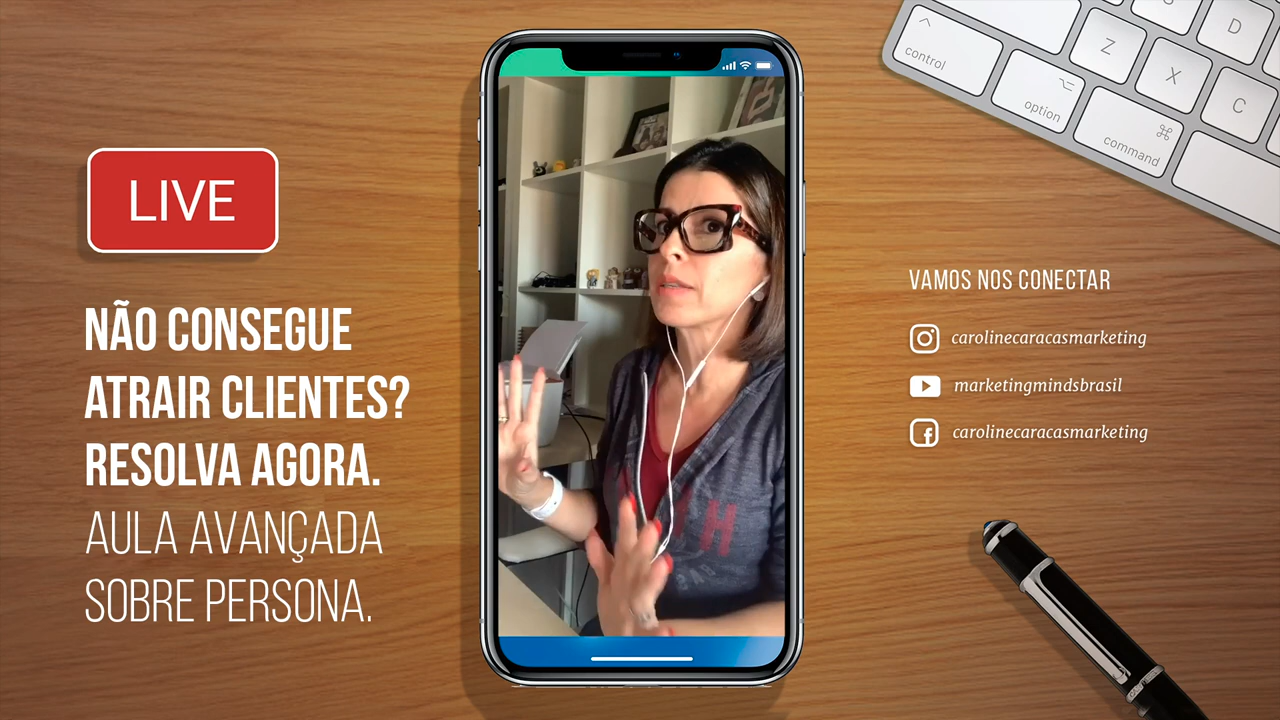 LIVE
NÃO CONSEGUE
ATRAIR CLIENTES?
RESOLVA AGORA.
AULA AVANÇADA
SOBRE PERSONA.
VAMOS NOS CONECTAR
carolinecaracasmarketing
marketingmindsbrasil
carolinecaracasmarketing
control
option
command
Z
X
C
S
D